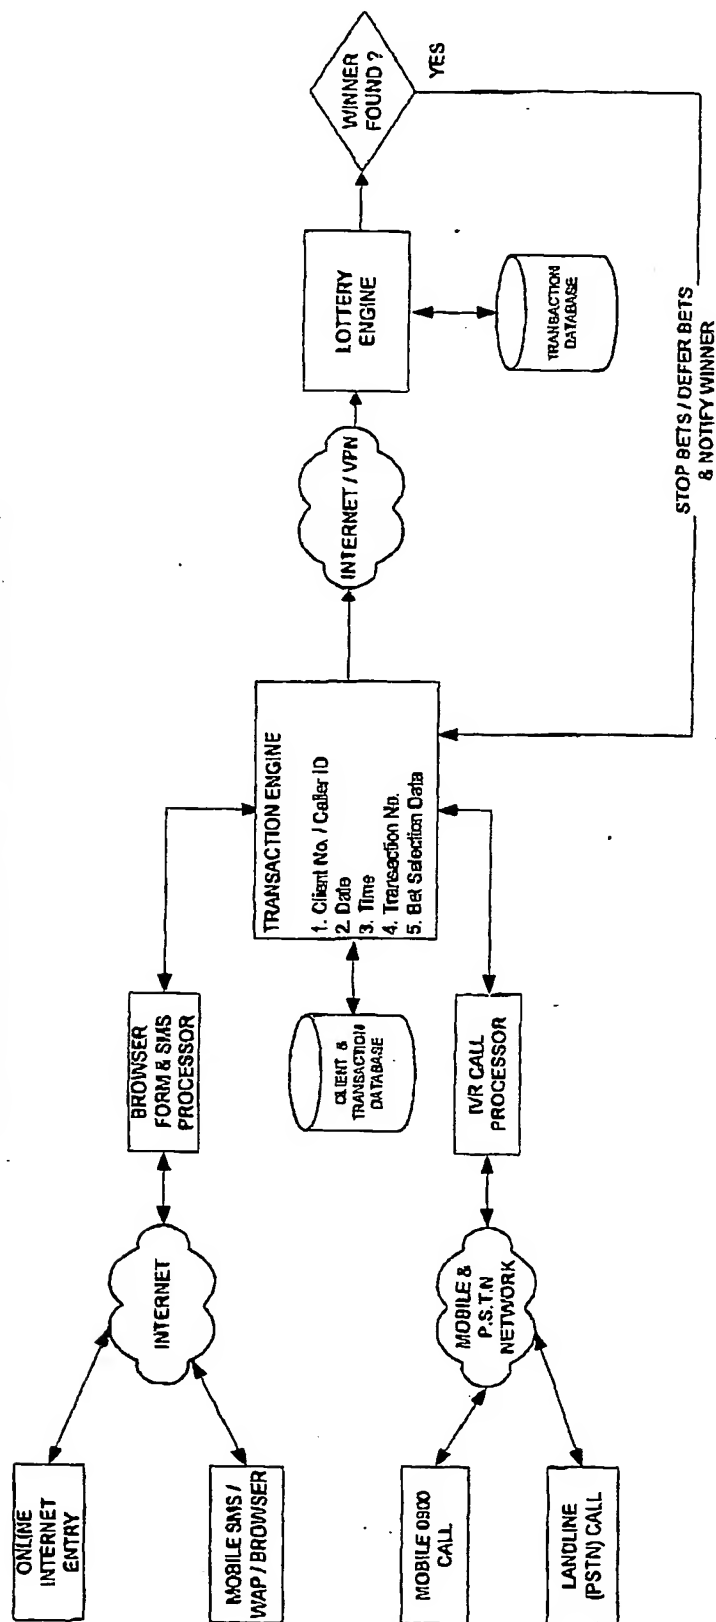 ONLINE
INTERNET
ENTRY
MOBILE SMS /
WAP / BROWSER
MOBILE 0900
CALL
LANDLINE
(PSTN) CALL
INTERNET
MOBILE &
P.S.T.N
NETWORK
BROWSER
FORM & SMS
PROCESSOR
CLIENT &
TRANSACTION
DATABASE
IVR CALL
PROCESSOR
TRANSACTION ENGINE
1. Client No. / Caller ID
2. Date
3. Time
4. Transaction No.
5. Bet Selection Data
INTERNET / VPN
LOTTERY
ENGINE
TRANSACTION
DATABASE
WINNER
FOUND ?
YES
STOP BETS / DEFER BETS
& NOTIFY WINNER